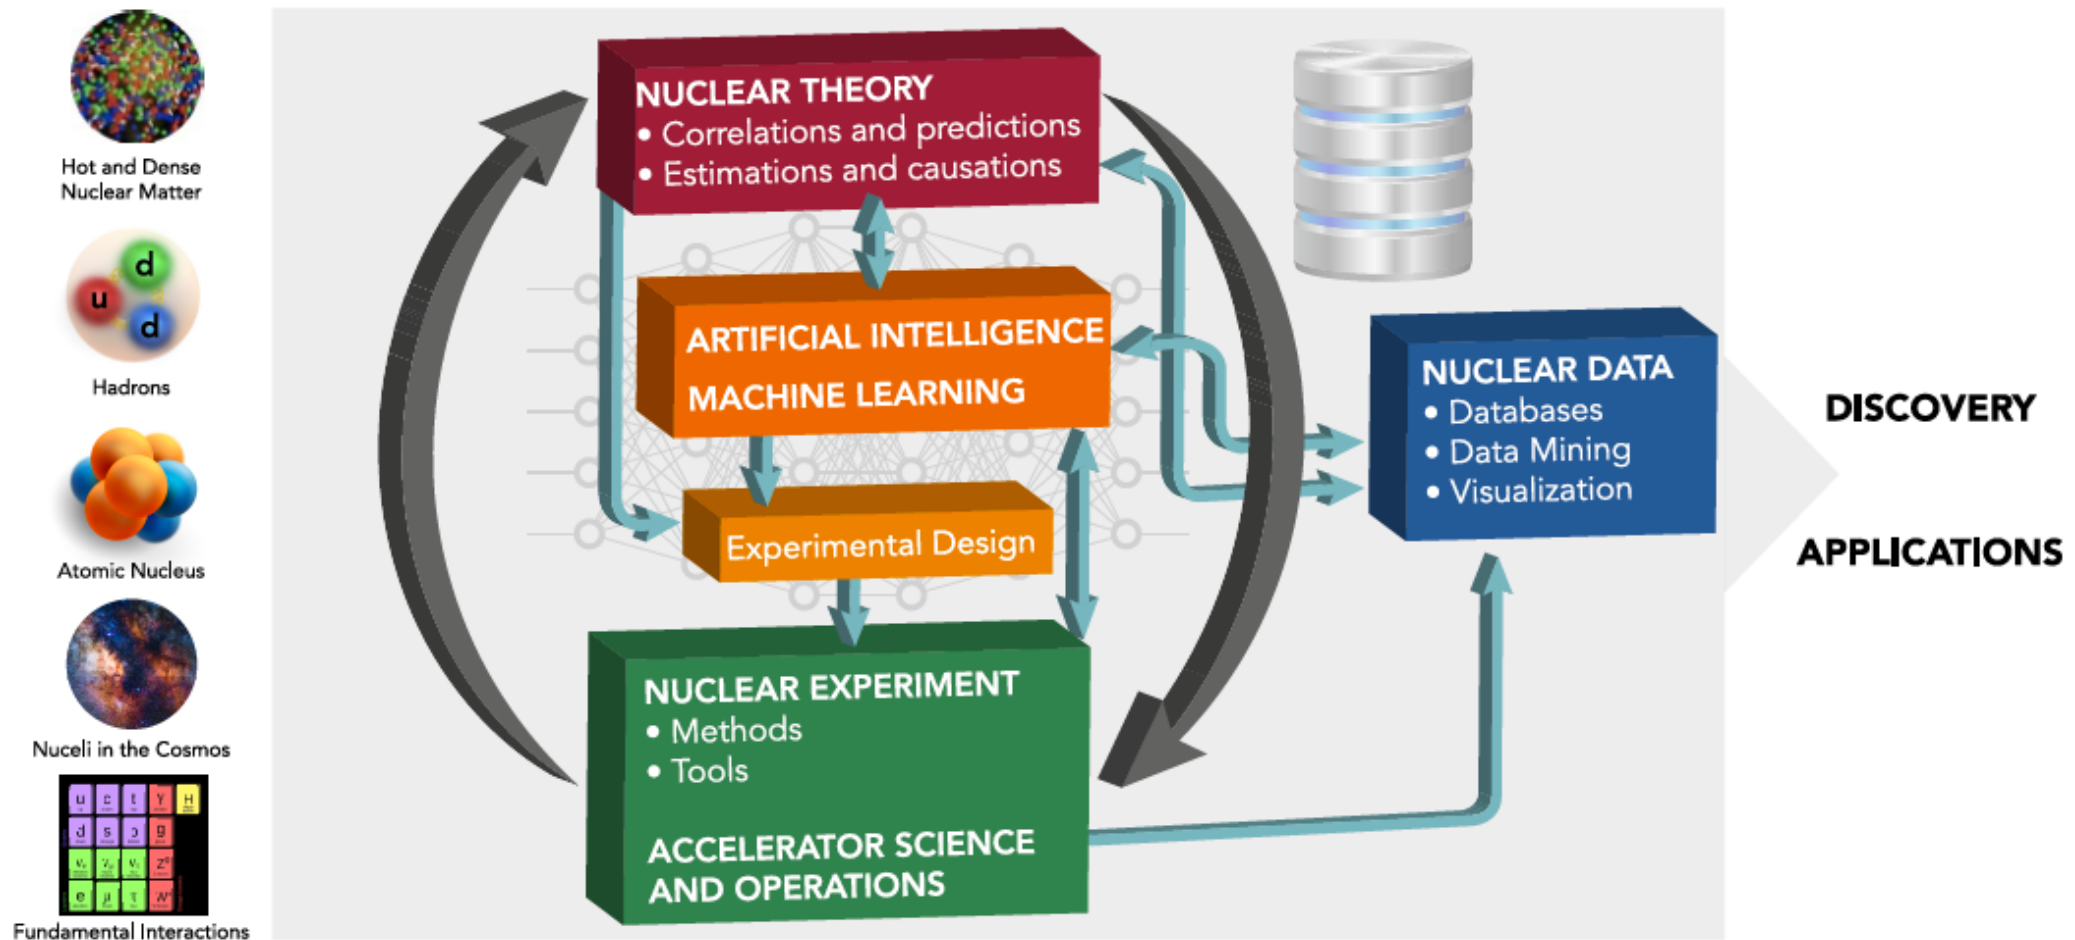 Hot and Dense
Nuclear Matter
d
u
d
Hadrons
Atomic Nucleus
Nuceli in the Cosmos
u c t γ H
d s g
e μ τ
Fundamental Interactions
NUCLEAR THEORY
• Correlations and predictions
• Estimations and causations
ARTIFICIAL INTELLIGENCE
MACHINE LEARNING
Experimental Design
NUCLEAR EXPERIMENT
• Methods
• Tools
ACCELERATOR SCIENCE
AND OPERATIONS
NUCLEAR DATA
• Databases
• Data Mining
• Visualization
DISCOVERY
APPLICATIONS